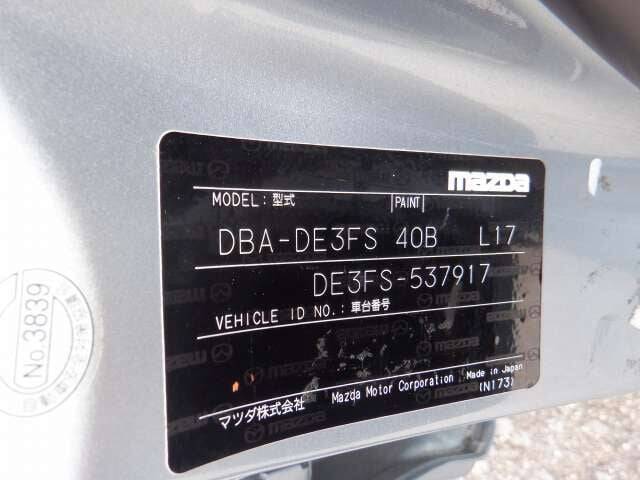 mazda
MODEL:型式 |PAINT|
DBA-DE3FS 40B L17
DE3FS-537917
VEHICLE ID NO.:車台番号
マツダ株式会社 Mazda Motor Corporation Made in Japan
(N173)
No.3839